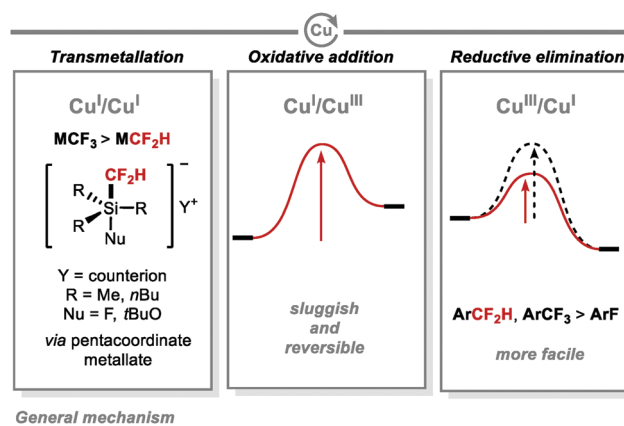 Cu
Transmetallation
Cuᴵ/Cuᴵ
MCF₃ > MCF₂H
CF₂H
R
Si
R
R
Nu
−
Y⁺
Y = counterion
R = Me, nBu
Nu = F, tBuO
via pentacoordinate
metallate
Oxidative addition
Cuᴵ/Cuᴵᴵᴵ
sluggish
and
reversible
Reductive elimination
Cuᴵᴵᴵ/Cuᴵ
ArCF₂H, ArCF₃ > ArF
more facile
General mechanism